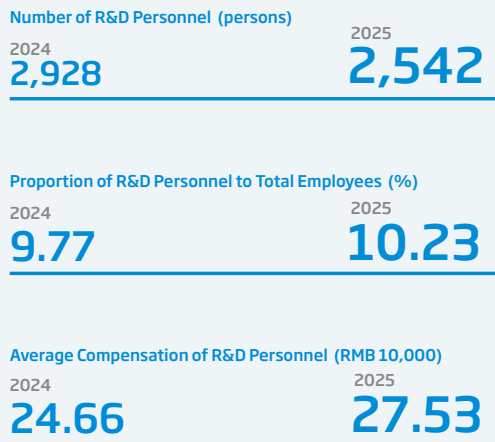 Number of R&D Personnel (persons)
2024 2025
2,928 2,542
Proportion of R&D Personnel to Total Employees (%)
2024 2025
9.77 10.23
Average Compensation of R&D Personnel (RMB 10,000)
2024 2025
24.66 27.53